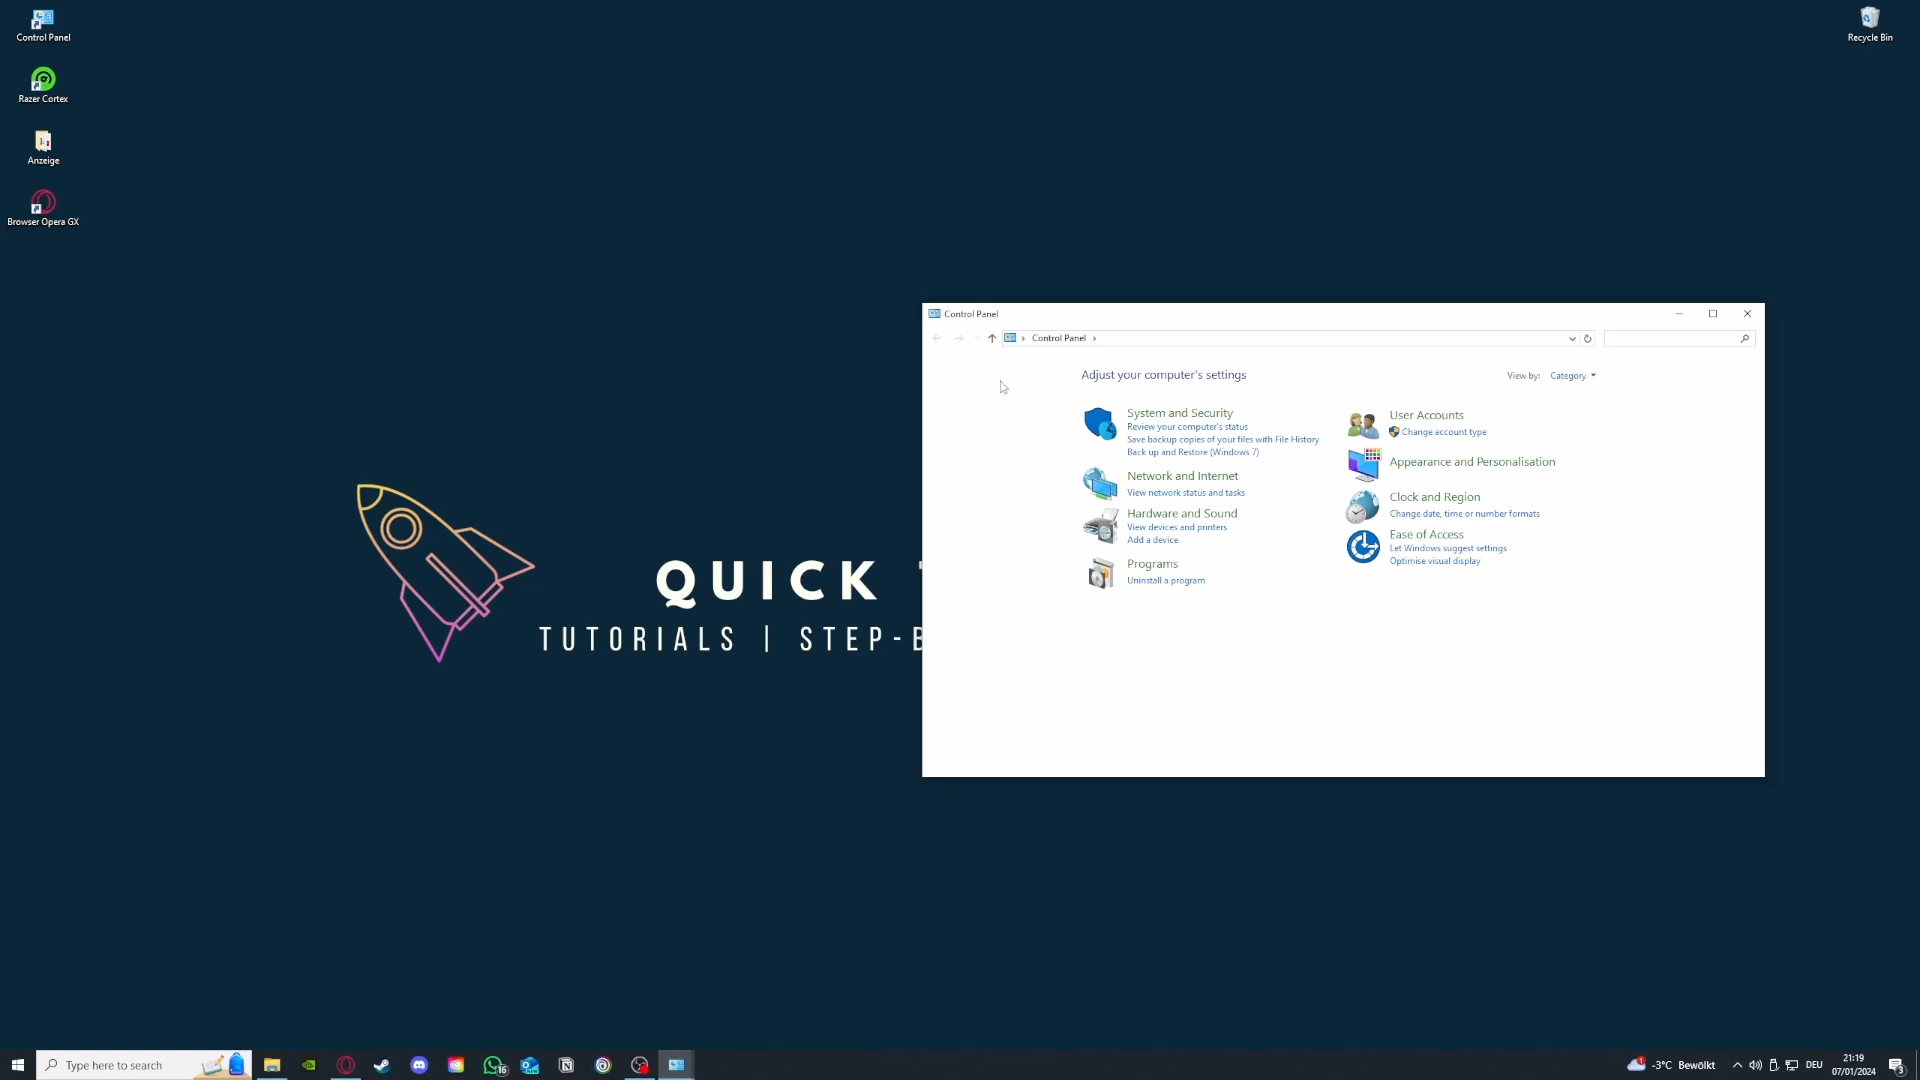 Control Panel
Recycle Bin
Razer Cortex
Anzeige
Browser Opera GX
QUICK
TUTORIALS | STEP-B
Control Panel
Control Panel
Adjust your computer's settings
View by: Category
System and Security
Review your computer's status
Save backup copies of your files with File History
Back up and Restore (Windows 7)
Network and Internet
View network status and tasks
Hardware and Sound
View devices and printers
Add a device
Programs
Uninstall a program
User Accounts
Change account type
Appearance and Personalisation
Clock and Region
Change date, time or number formats
Ease of Access
Let Windows suggest settings
Optimise visual display
Type here to search
16
1
-3°C Bewölkt
DEU
21:19
07/01/2024
3